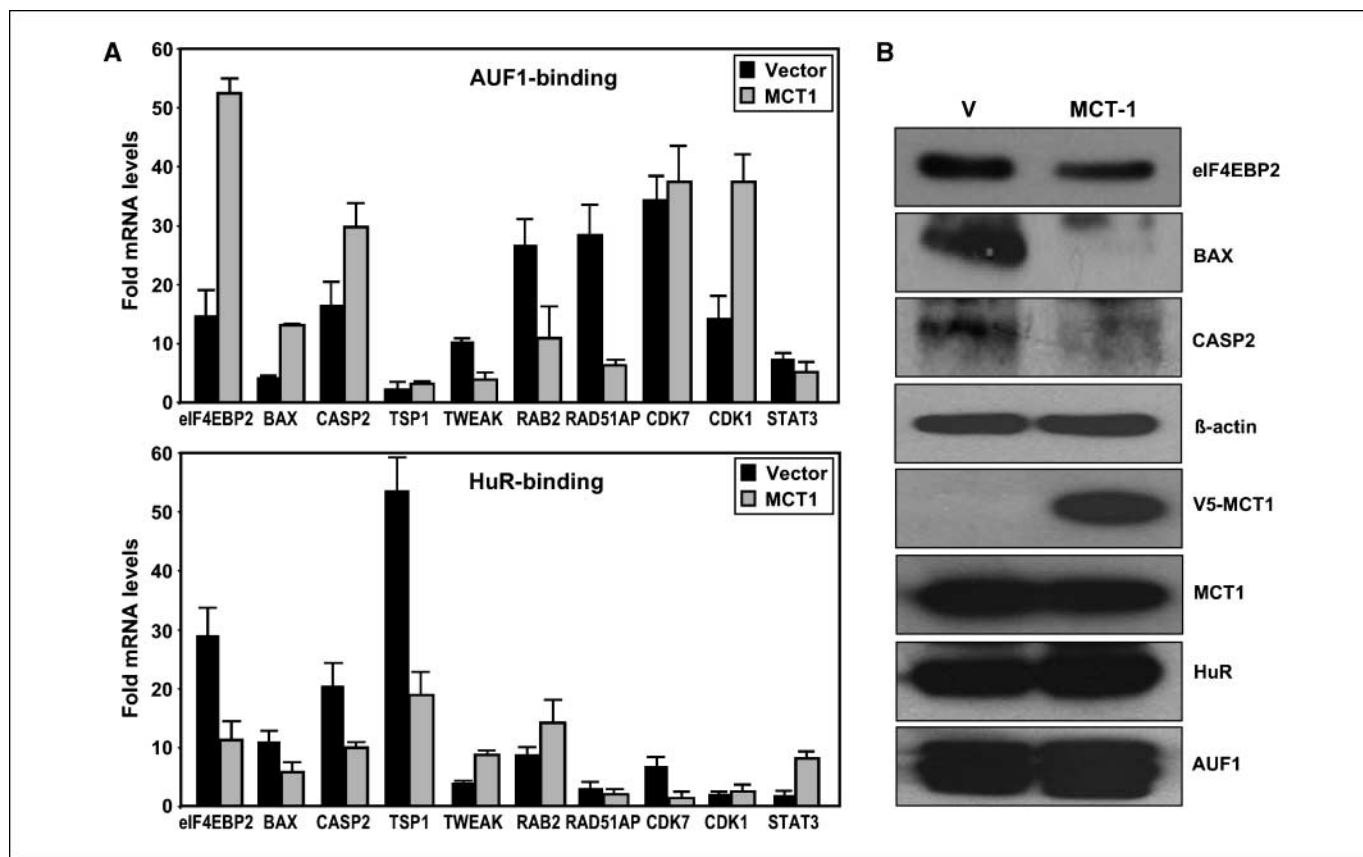 A
Fold mRNA levels
60
50
40
30
20
10
0
AUF1-binding
Vector
MCT1
eIF4EBP2 BAX CASP2 TSP1 TWEAK RAB2 RAD51AP CDK7 CDK1 STAT3
Fold mRNA levels
60
50
40
30
20
10
0
HuR-binding
Vector
MCT1
eIF4EBP2 BAX CASP2 TSP1 TWEAK RAB2 RAD51AP CDK7 CDK1 STAT3
B
V MCT-1
eIF4EBP2
BAX
CASP2
ß-actin
V5-MCT1
MCT1
HuR
AUF1